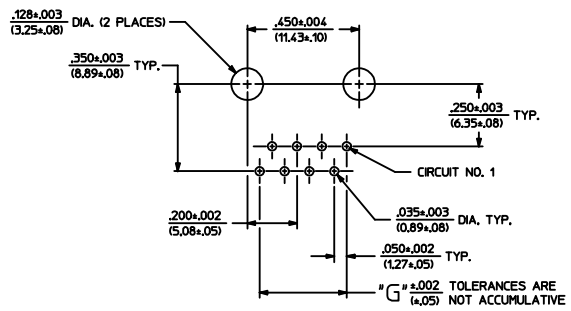 .128±.003
(3.25±.08) DIA. (2 PLACES)
.450±.004
(11.43±.10)
.350±.003
(8.89±.08) TYP.
.250±.003
(6.35±.08) TYP.
CIRCUIT NO. 1
.200±.002
(5,08±.05)
.035±.003
(0.89±.08) DIA. TYP.
.050±.002
(1.27±.05) TYP.
"G" ±.002 TOLERANCES ARE
(±.05) NOT ACCUMULATIVE